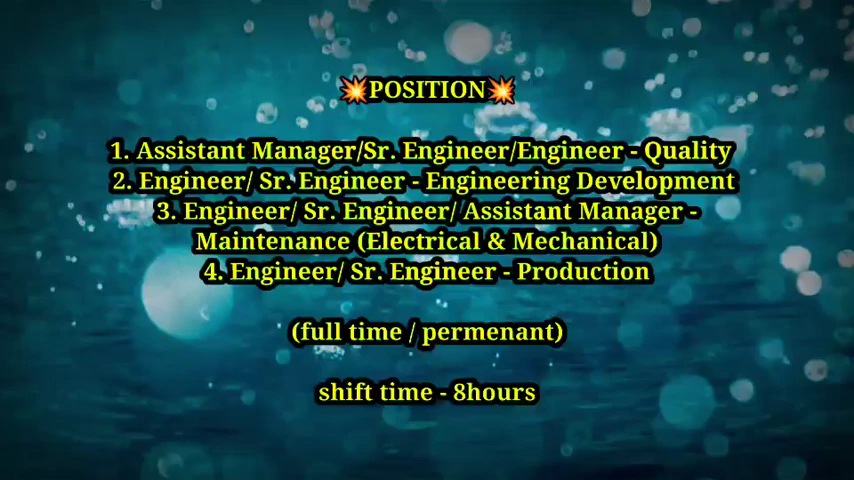 💥POSITION💥
1. Assistant Manager/Sr. Engineer/Engineer - Quality
2. Engineer/ Sr. Engineer - Engineering Development
3. Engineer/ Sr. Engineer/ Assistant Manager -
Maintenance (Electrical & Mechanical)
4. Engineer/ Sr. Engineer - Production
(full time / permenant)
shift time - 8hours